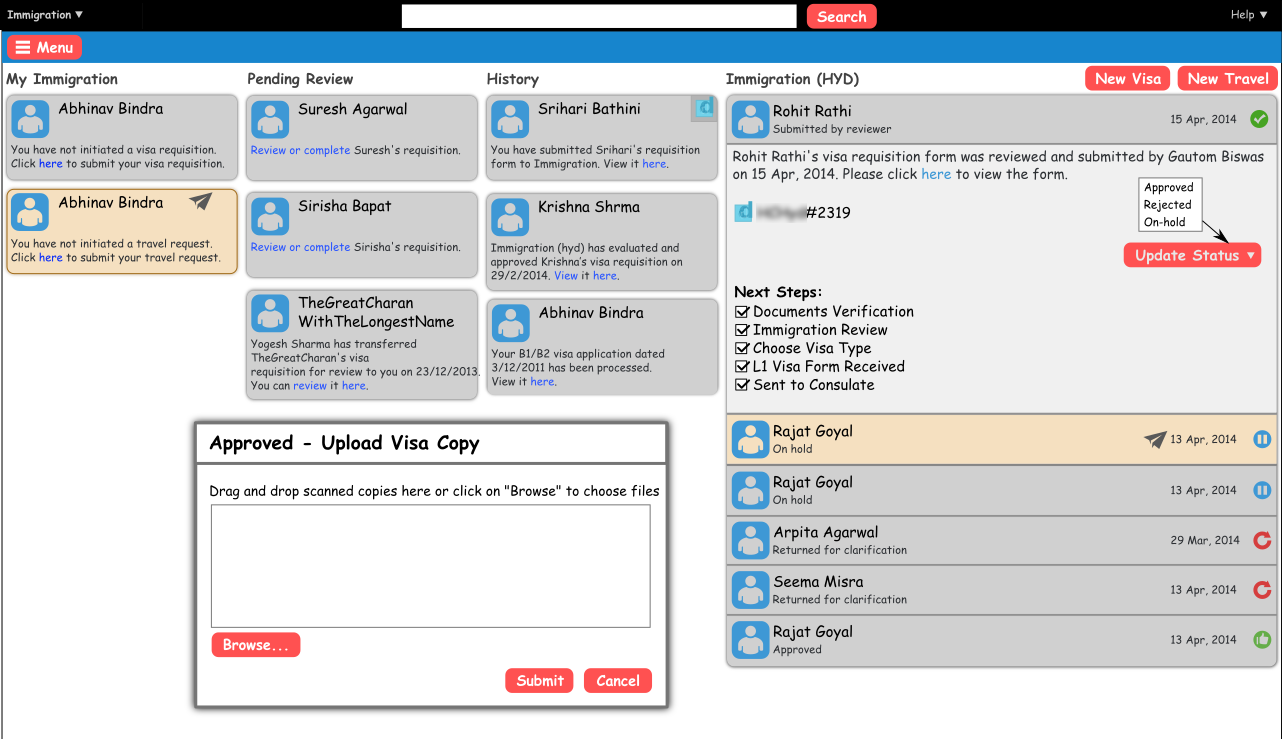 Immigration ▼
Search
Help ▼
Menu
My Immigration
Abhinav Bindra
You have not initiated a visa requisition.
Click here to submit your visa requisition.
Abhinav Bindra
You have not initiated a travel request.
Click here to submit your travel request.
Pending Review
Suresh Agarwal
Review or complete Suresh's requisition.
Sirisha Bapat
Review or complete Sirisha's requisition.
TheGreatCharan
WithTheLongestName
Yogesh Sharma has transferred
TheGreatCharan's visa
requisition for review to you on 23/12/2013.
You can review it here.
History
Srihari Bathini
d
You have submitted Srihari's requisition
form to Immigration. View it here.
Krishna Shrma
Immigration (hyd) has evaluated and
approved Krishna's visa requisition on
29/2/2014. View it here.
Abhinav Bindra
Your B1/B2 visa application dated
3/12/2011 has been processed.
View it here.
Immigration (HYD)
New Visa
New Travel
Rohit Rathi
Submitted by reviewer
15 Apr, 2014
Rohit Rathi's visa requisition form was reviewed and submitted by Gautom Biswas
on 15 Apr, 2014. Please click here to view the form.
d #2319
Approved
Rejected
On-hold
Update Status ▼
Next Steps:
Documents Verification
Immigration Review
Choose Visa Type
L1 Visa Form Received
Sent to Consulate
Rajat Goyal
On hold
13 Apr, 2014
Rajat Goyal
On hold
13 Apr, 2014
Arpita Agarwal
Returned for clarification
29 Mar, 2014
Seema Misra
Returned for clarification
13 Apr, 2014
Rajat Goyal
Approved
13 Apr, 2014
Approved - Upload Visa Copy
Drag and drop scanned copies here or click on "Browse" to choose files
Browse...
Submit
Cancel